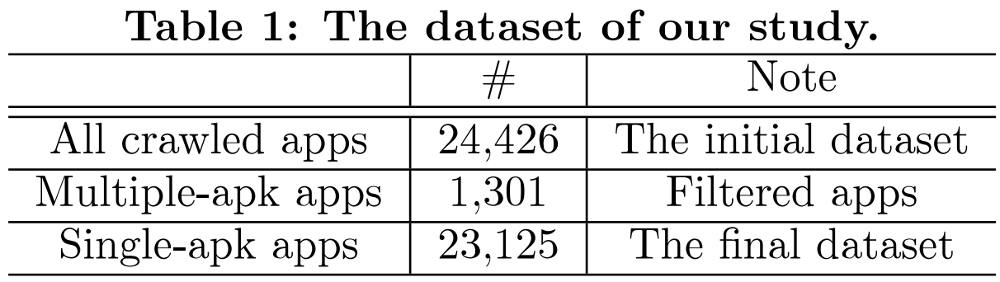 Table 1: The dataset of our study.
# Note
All crawled apps 24,426 The initial dataset
Multiple-apk apps 1,301 Filtered apps
Single-apk apps 23,125 The final dataset